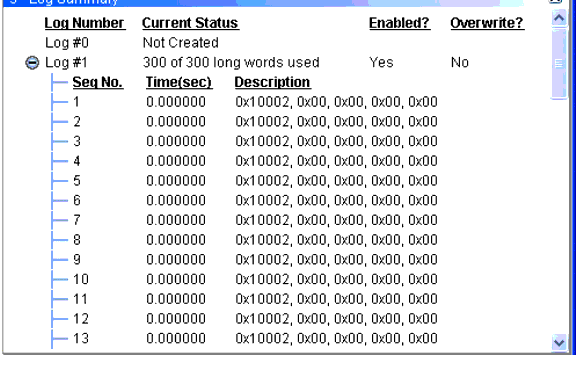 Log Summary
Log Number Current Status Enabled? Overwrite?
Log #0 Not Created
Log #1 300 of 300 long words used Yes No
Seq No. Time(sec) Description
1 0.000000 0x10002, 0x00, 0x00, 0x00, 0x00
2 0.000000 0x10002, 0x00, 0x00, 0x00, 0x00
3 0.000000 0x10002, 0x00, 0x00, 0x00, 0x00
4 0.000000 0x10002, 0x00, 0x00, 0x00, 0x00
5 0.000000 0x10002, 0x00, 0x00, 0x00, 0x00
6 0.000000 0x10002, 0x00, 0x00, 0x00, 0x00
7 0.000000 0x10002, 0x00, 0x00, 0x00, 0x00
8 0.000000 0x10002, 0x00, 0x00, 0x00, 0x00
9 0.000000 0x10002, 0x00, 0x00, 0x00, 0x00
10 0.000000 0x10002, 0x00, 0x00, 0x00, 0x00
11 0.000000 0x10002, 0x00, 0x00, 0x00, 0x00
12 0.000000 0x10002, 0x00, 0x00, 0x00, 0x00
13 0.000000 0x10002, 0x00, 0x00, 0x00, 0x00